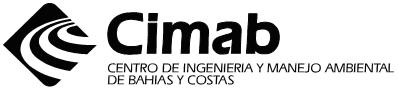 Cimab
CENTRO DE INGENIERIA Y MANEJO AMBIENTAL
DE BAHIAS Y COSTAS